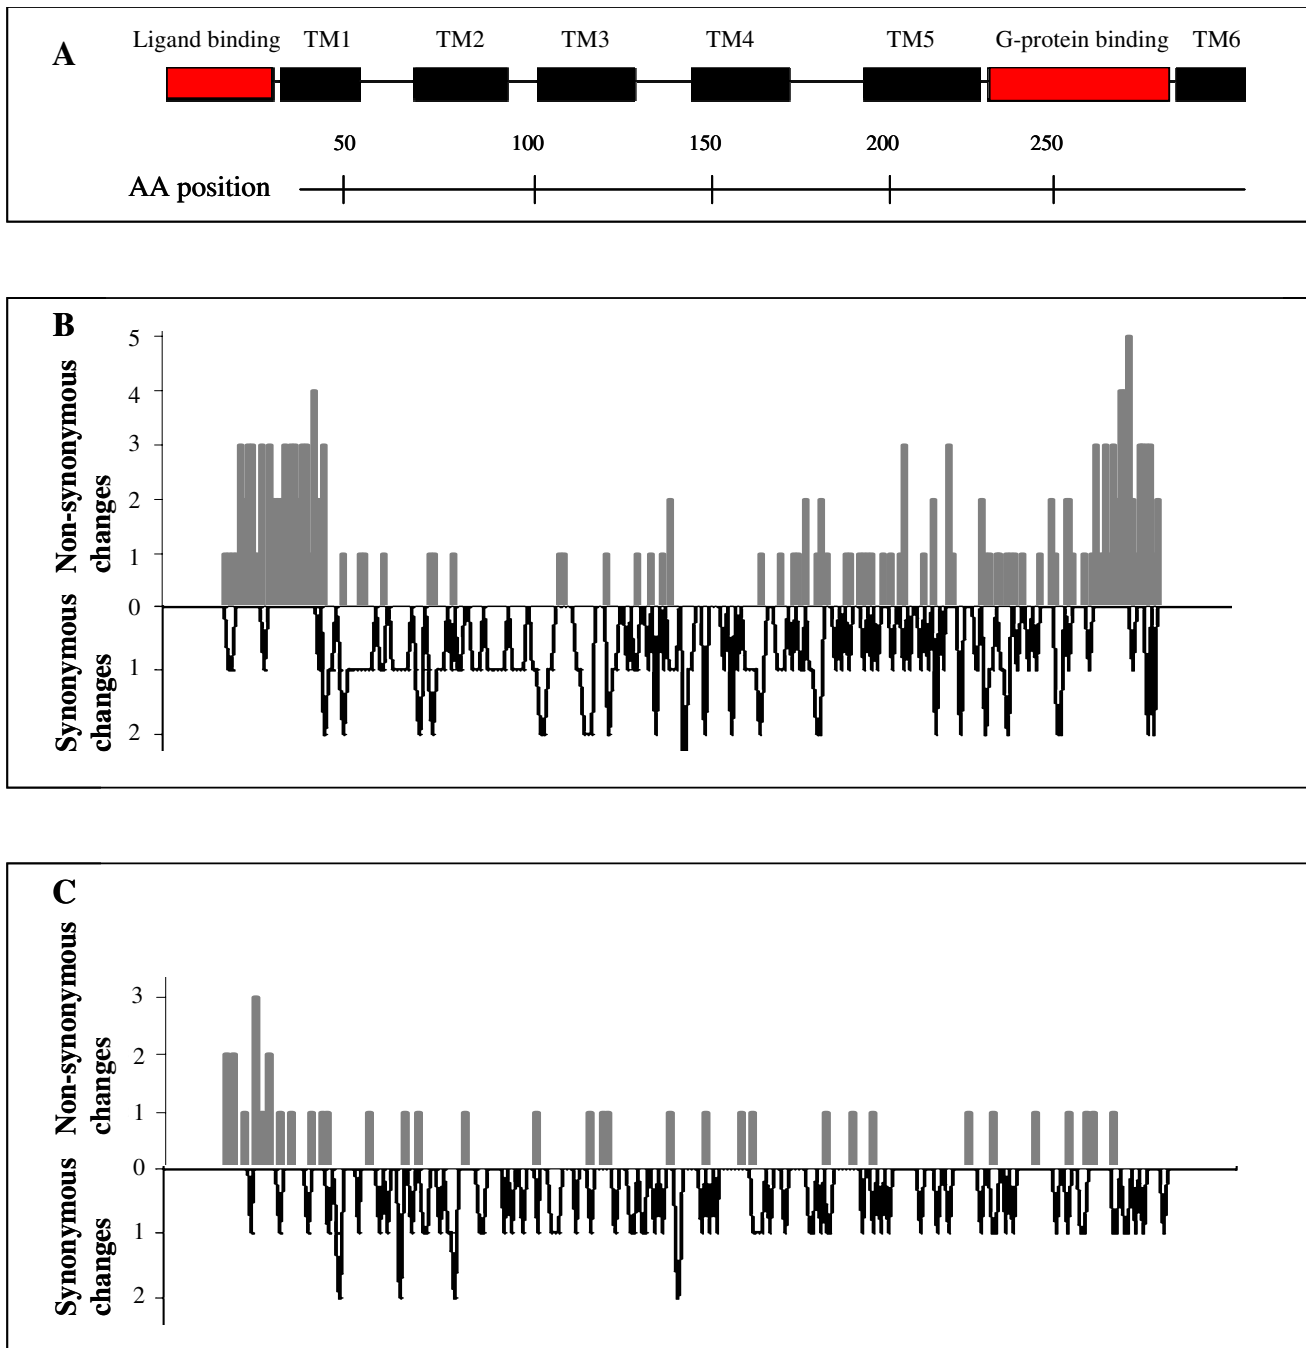 A
Ligand binding TM1 TM2 TM3 TM4 TM5 G-protein binding TM6
50 100 150 200 250
AA position
B
Non-synonymous
changes
5
4
3
2
1
0
Synonymous
changes
1
2
C
Non-synonymous
changes
3
2
1
0
Synonymous
changes
1
2